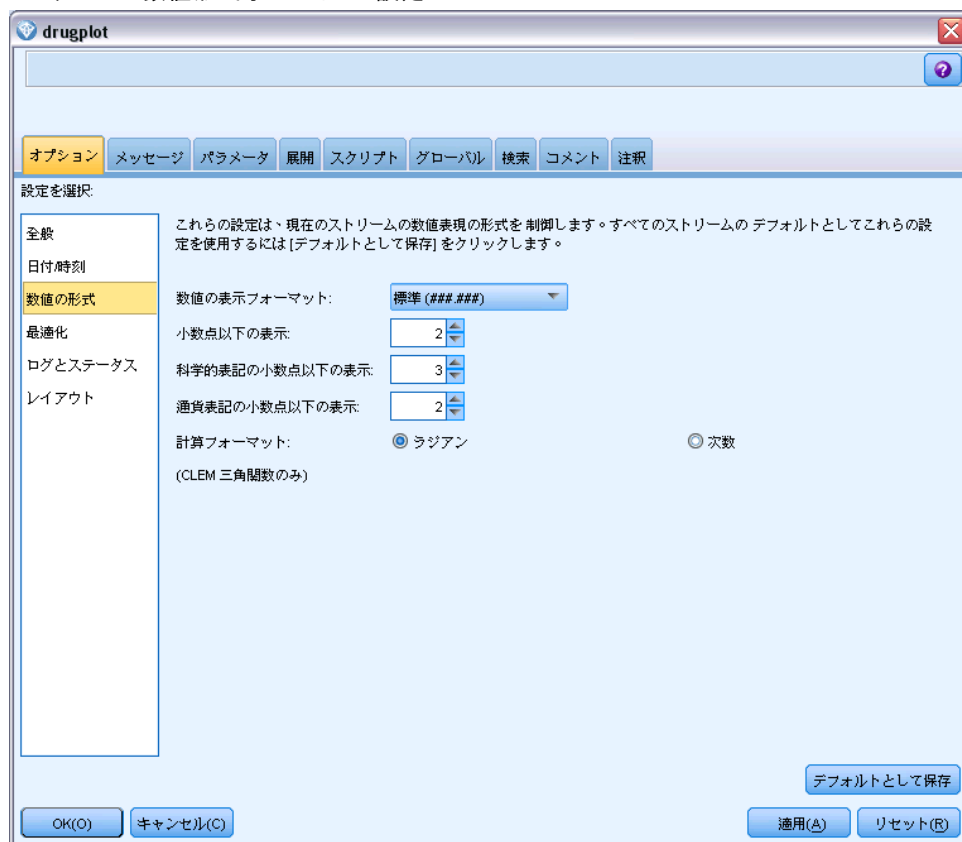 drugplot
オプション メッセージ パラメータ 展開 スクリプト グローバル 検索 コメント 注釈
設定を選択:
全般
日付/時刻
数値の形式
最適化
ログとステータス
レイアウト
これらの設定は、現在のストリームの数値表現の形式を 制御します。すべてのストリームの デフォルトとしてこれらの設
定を使用するには [デフォルトとして保存] をクリックします。
数値の表示フォーマット: 標準 (###.###)
小数点以下の表示: 2
科学的表記の小数点以下の表示: 3
通貨表記の小数点以下の表示: 2
計算フォーマット: ラジアン 次数
(CLEM 三角関数のみ)
デフォルトとして保存
OK(O) キャンセル(C) 適用(A) リセット(R)